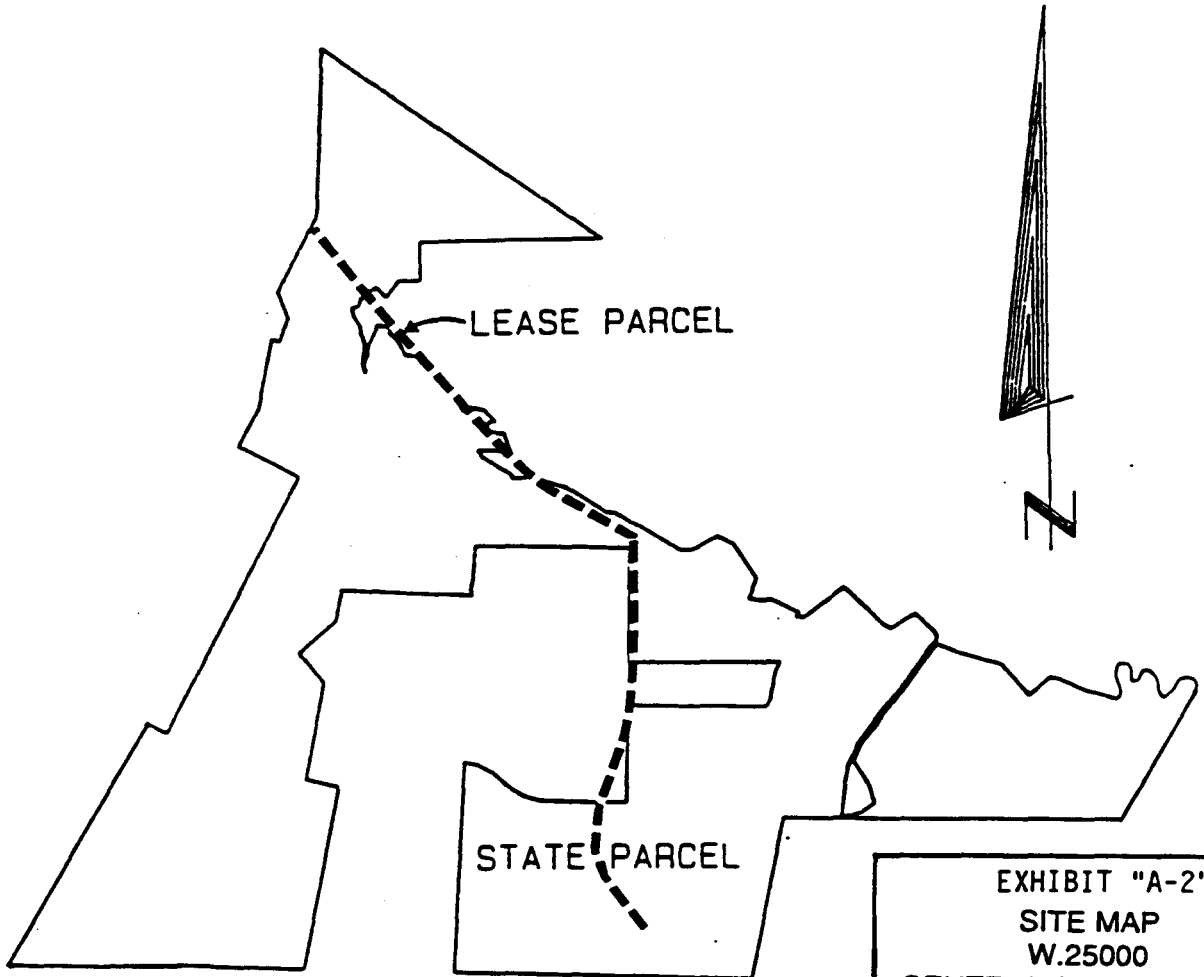 LEASE PARCEL
N
STATE PARCEL
EXHIBIT "A-2"
SITE MAP
W.25000